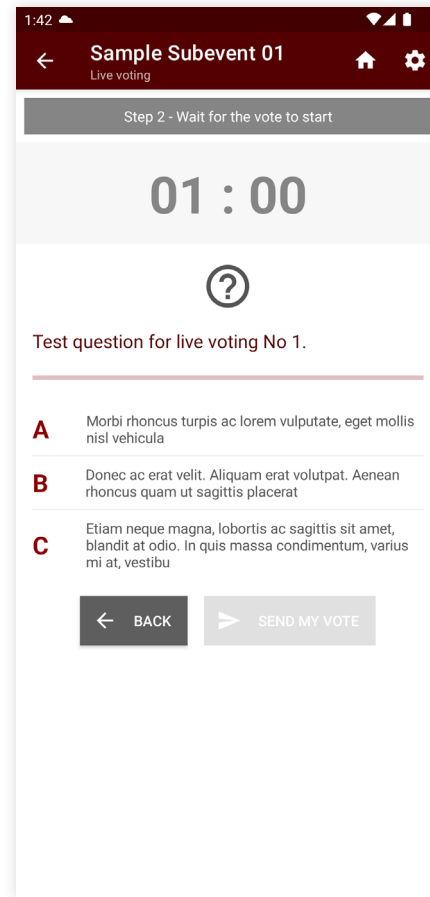 1:42
Sample Subevent 01
Live voting
Step 2 - Wait for the vote to start
01 : 00
?
Test question for live voting No 1.
A
Morbi rhoncus turpis ac lorem vulputate, eget mollis
nisl vehicula
B
Donec ac erat velit. Aliquam erat volutpat. Aenean
rhoncus quam ut sagittis placerat
C
Etiam neque magna, lobortis ac sagittis sit amet,
blandit at odio. In quis massa condimentum, varius
mi at, vestibu
BACK
SEND MY VOTE